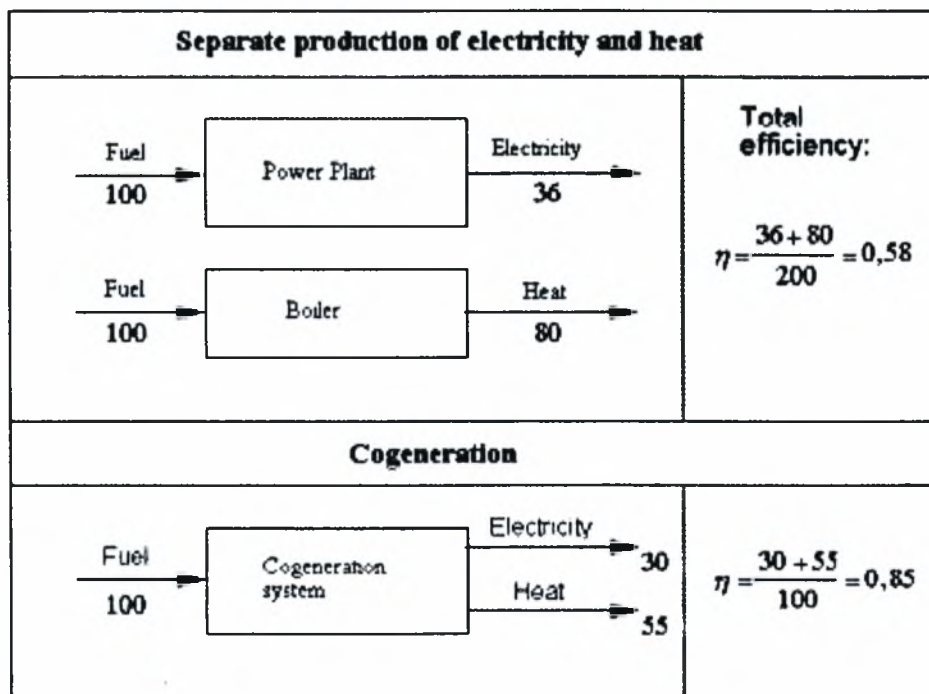 Separate production of electricity and heat
Fuel
100
Power Plant
Electricity
36
Fuel
100
Boiler
Heat
80
Total
efficiency:
η = 36 + 80 / 200 = 0,58
Cogeneration
Fuel
100
Cogeneration
system
Electricity
30
Heat
55
η = 30 + 55 / 100 = 0,85